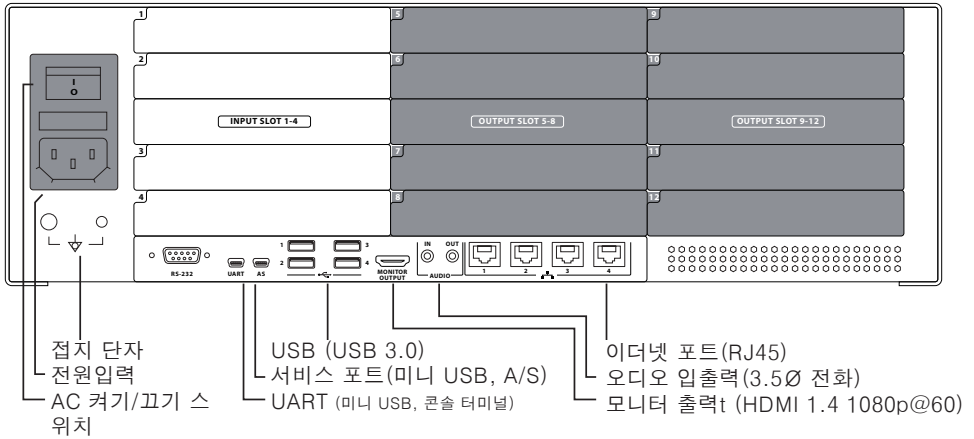 1
5
9
2
6
10
I
O
INPUT SLOT 1-4
OUTPUT SLOT 5-8
OUTPUT SLOT 9-12
3
7
11
4
8
12
RS-232
UART
AS
1
3
2
4
MONITOR
OUTPUT
IN
OUT
AUDIO
1
2
3
4
접지 단자
전원입력
AC 켜기/끄기 스
위치
USB (USB 3.0)
서비스 포트(미니 USB, A/S)
UART (미니 USB, 콘솔 터미널)
이더넷 포트(RJ45)
오디오 입출력(3.5Ø 전화)
모니터 출력t (HDMI 1.4 1080p@60)